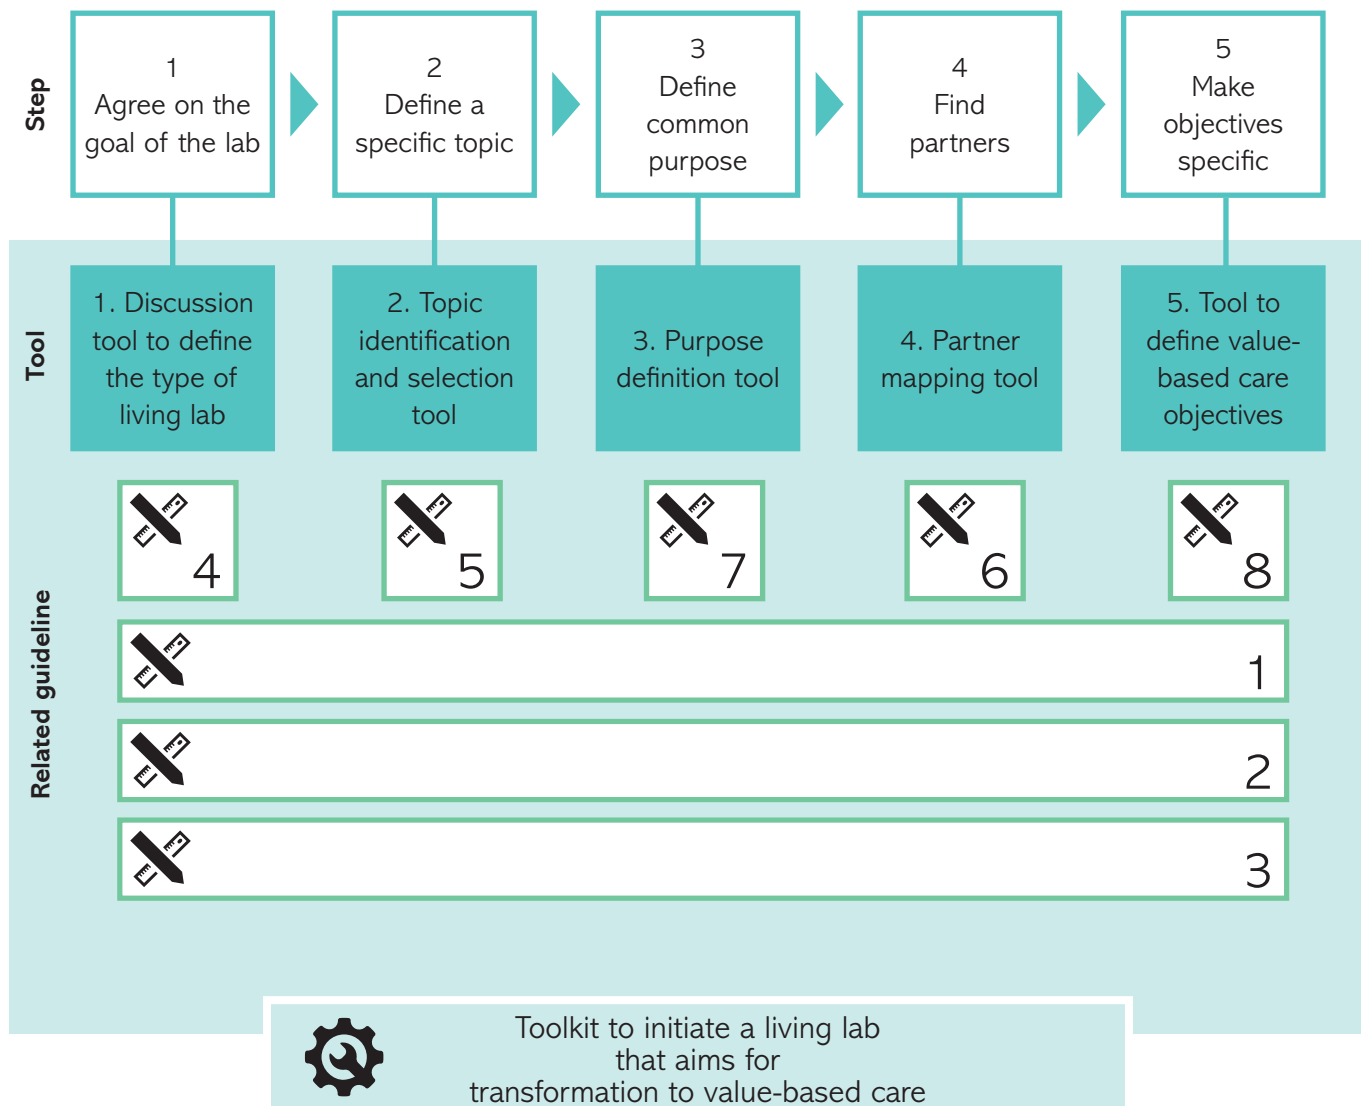 Step
1
Agree on the
goal of the lab
2
Define a
specific topic
3
Define
common
purpose
4
Find
partners
5
Make
objectives
specific
Tool
1. Discussion
tool to define
the type of
living lab
2. Topic
identification
and selection
tool
3. Purpose
definition tool
4. Partner
mapping tool
5. Tool to
define value-
based care
objectives
Related guideline
4
5
7
6
8
1
2
3
Toolkit to initiate a living lab
that aims for
transformation to value-based care